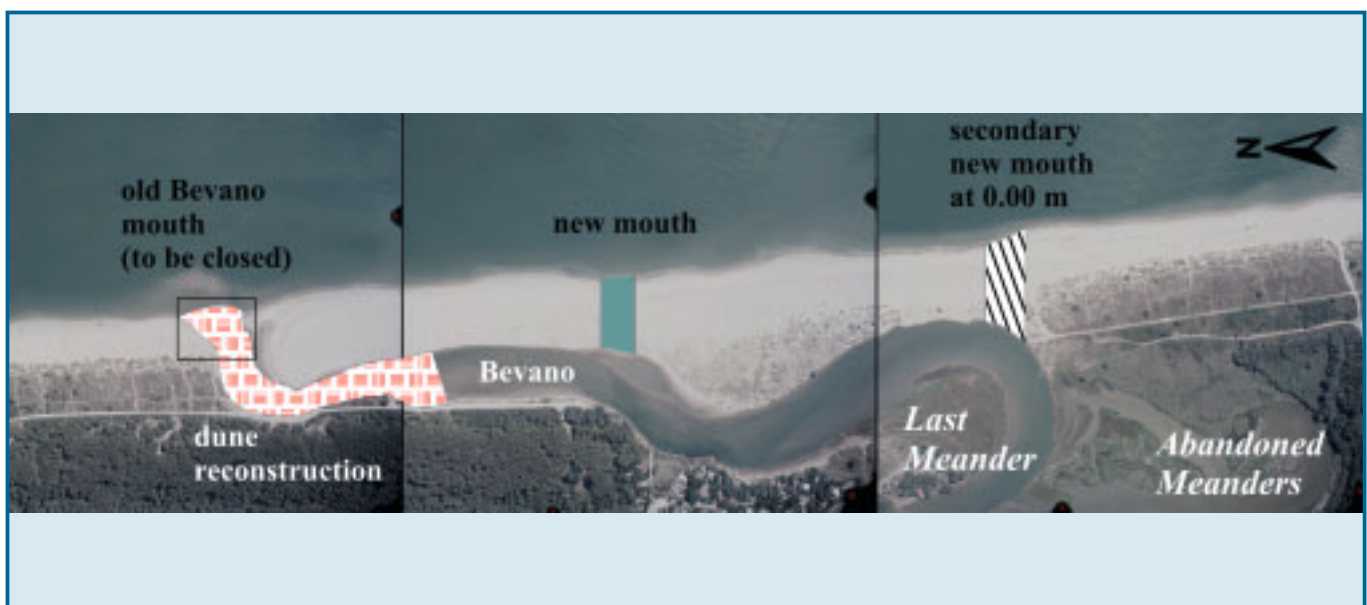 old Bevano
mouth
(to be closed)
new mouth
secondary
new mouth
at 0.00 m
N
Bevano
dune
reconstruction
Last
Meander
Abandoned
Meanders